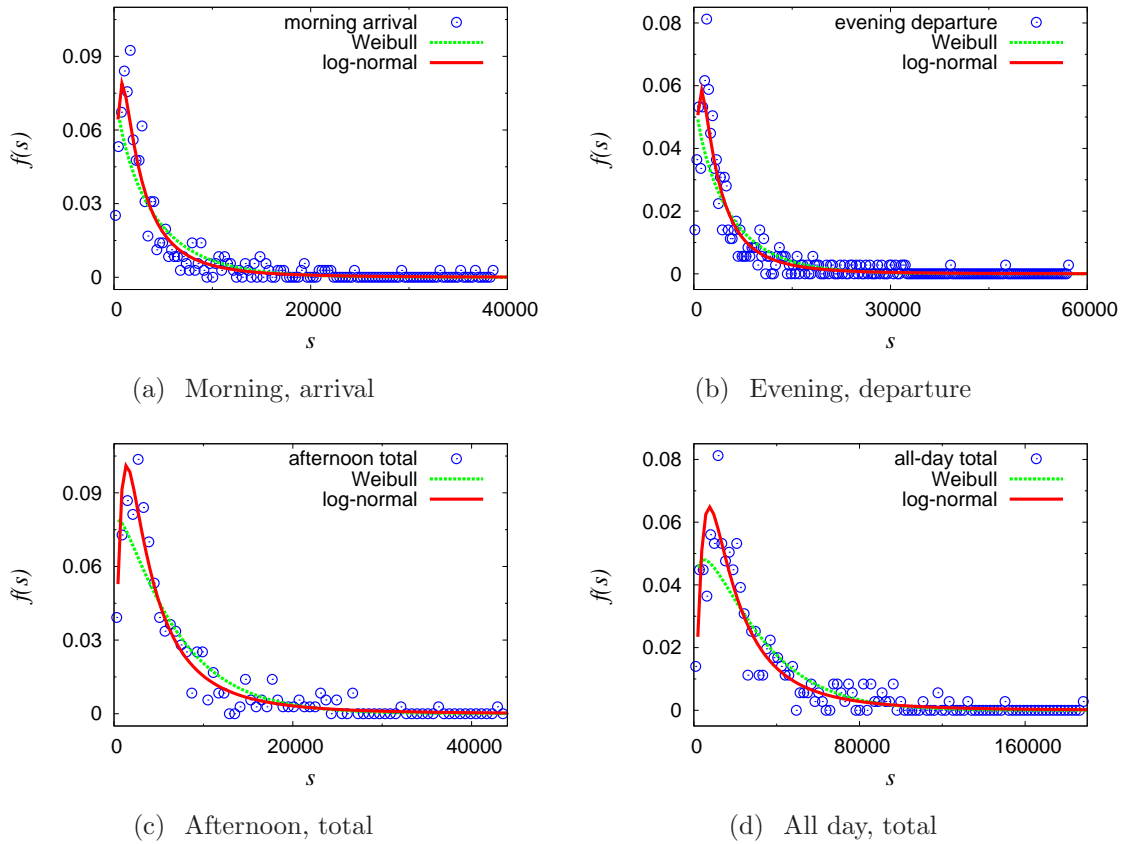 morning arrival
Weibull
log-normal
0.09
0.06
0.03
0
f(s)
0 20000 40000
s
(a) Morning, arrival
evening departure
Weibull
log-normal
0.08
0.06
0.04
0.02
0
f(s)
0 30000 60000
s
(b) Evening, departure
afternoon total
Weibull
log-normal
0.09
0.06
0.03
0
f(s)
0 20000 40000
s
(c) Afternoon, total
all-day total
Weibull
log-normal
0.08
0.06
0.04
0.02
0
f(s)
0 80000 160000
s
(d) All day, total